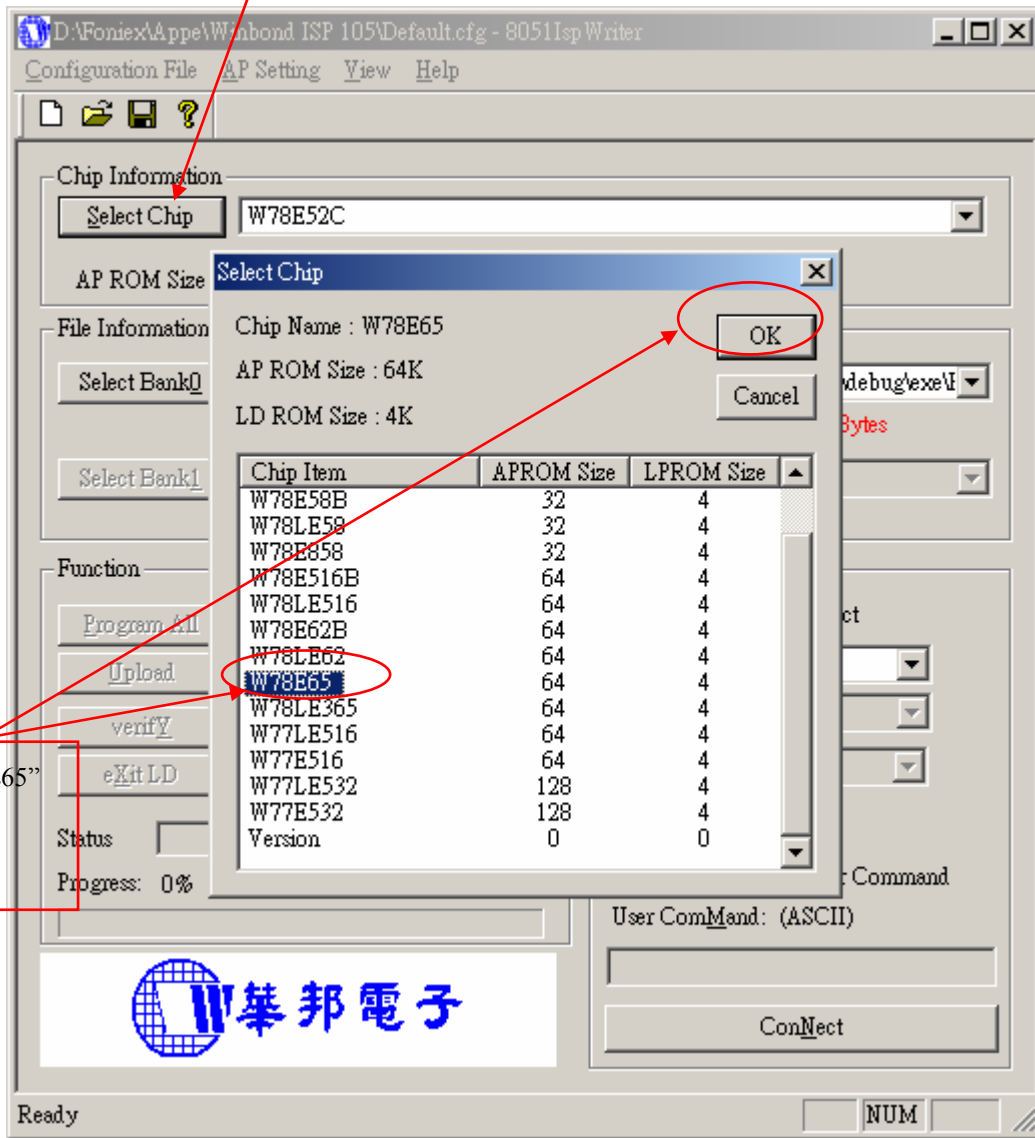 D:\Foniex\Appe\Winbond ISP 105\Default.cfg - 8051IspWriter
Configuration File AP Setting View Help
Chip Information
Select Chip W78E52C
AP ROM Size
Select Chip
Chip Name : W78E65
OK
AP ROM Size : 64K
Cancel
LD ROM Size : 4K
Chip Item APROM Size LPROM Size
W78E58B 32 4
W78LE58 32 4
W78E858 32 4
W78E516B 64 4
W78LE516 64 4
W78E62B 64 4
W78LE62 64 4
W78E65 64 4
W78LE365 64 4
W77LE516 64 4
W77E516 64 4
W77LE532 128 4
W77E532 128 4
Version 0 0
File Information
Select Bank0
\debug\exe\
Bytes
Select Bank1
Function
Program All
Upload
verifY
eXit LD
65”
ct
Status
Progress: 0%
Command
User ComMand: (ASCII)
ConNect
華邦電子
Ready NUM